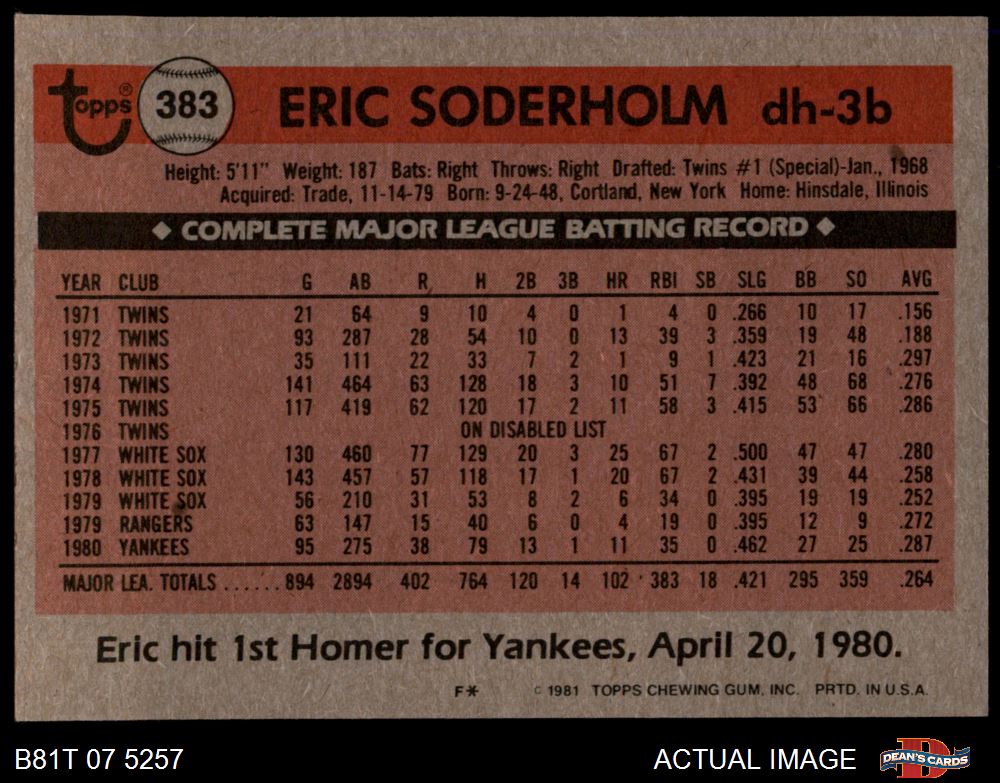 topps® 383 ERIC SODERHOLM dh-3b
Height: 5'11" Weight: 187 Bats: Right Throws: Right Drafted: Twins #1 (Special)-Jan., 1968
Acquired: Trade, 11-14-79 Born: 9-24-48, Cortland, New York Home: Hinsdale, Illinois
◆ COMPLETE MAJOR LEAGUE BATTING RECORD ◆
YEAR CLUB G AB R H 2B 3B HR RBI SB SLG BB SO AVG
1971 TWINS 21 64 9 10 4 0 1 4 0 .266 10 17 .156
1972 TWINS 93 287 28 54 10 0 13 39 3 .359 19 48 .188
1973 TWINS 35 111 22 33 7 2 1 9 1 .423 21 16 .297
1974 TWINS 141 464 63 128 18 3 10 51 7 .392 48 68 .276
1975 TWINS 117 419 62 120 17 2 11 58 3 .415 53 66 .286
1976 TWINS ON DISABLED LIST
1977 WHITE SOX 130 460 77 129 20 3 25 67 2 .500 47 47 .280
1978 WHITE SOX 143 457 57 118 17 1 20 67 2 .431 39 44 .258
1979 WHITE SOX 56 210 31 53 8 2 6 34 0 .395 19 19 .252
1979 RANGERS 63 147 15 40 6 0 4 19 0 .395 12 9 .272
1980 YANKEES 95 275 38 79 13 1 11 35 0 .462 27 25 .287
MAJOR LEA. TOTALS ...... 894 2894 402 764 120 14 102 383 18 .421 295 359 .264
Eric hit 1st Homer for Yankees, April 20, 1980.
F* © 1981 TOPPS CHEWING GUM, INC. PRTD. IN U.S.A.
B81T 07 5257 ACTUAL IMAGE DEAN'S CARDS